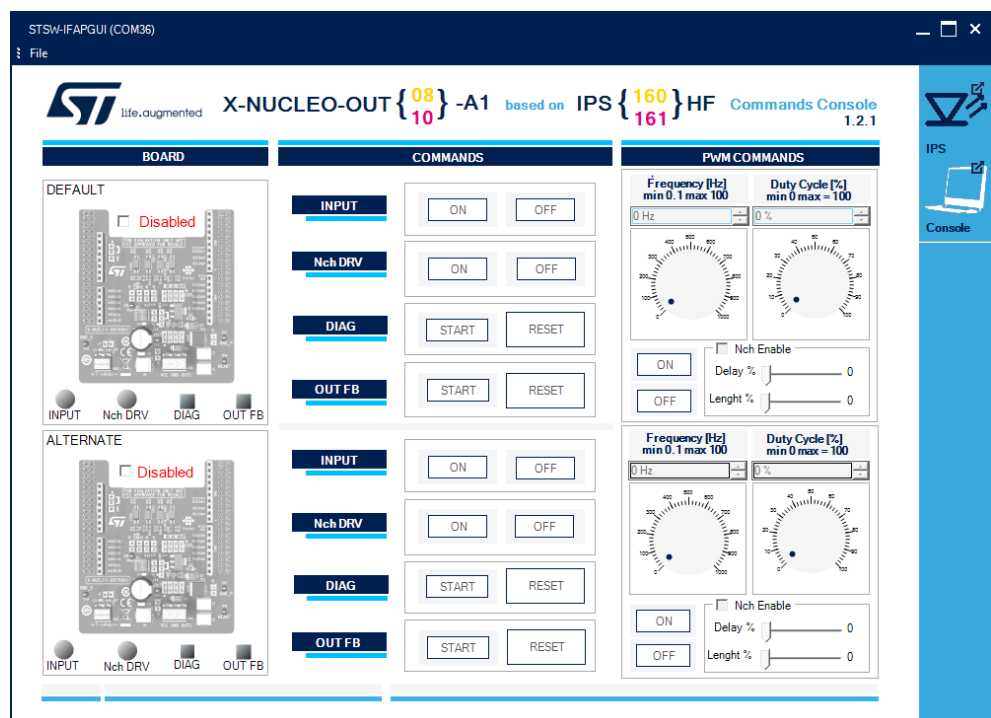 STSW-IFAPGUI (COM36)
File
ST life.augmented X-NUCLEO-OUT { 08 10 } -A1 based on IPS { 160 161 } HF Commands Console
1.2.1
IPS
Console
BOARD COMMANDS PWM COMMANDS
DEFAULT
Disabled
INPUT Nch DRV DIAG OUT FB
INPUT ON OFF
Nch DRV ON OFF
DIAG START RESET
OUT FB START RESET
Frequency [Hz] Duty Cycle [%]
min 0.1 max 100 min 0 max = 100
0 Hz 0 %
ON
OFF
Nch Enable
Delay % 0
Lenght % 0
ALTERNATE
Disabled
INPUT Nch DRV DIAG OUT FB
INPUT ON OFF
Nch DRV ON OFF
DIAG START RESET
OUT FB START RESET
Frequency [Hz] Duty Cycle [%]
min 0.1 max 100 min 0 max = 100
0 Hz 0 %
ON
OFF
Nch Enable
Delay % 0
Lenght % 0